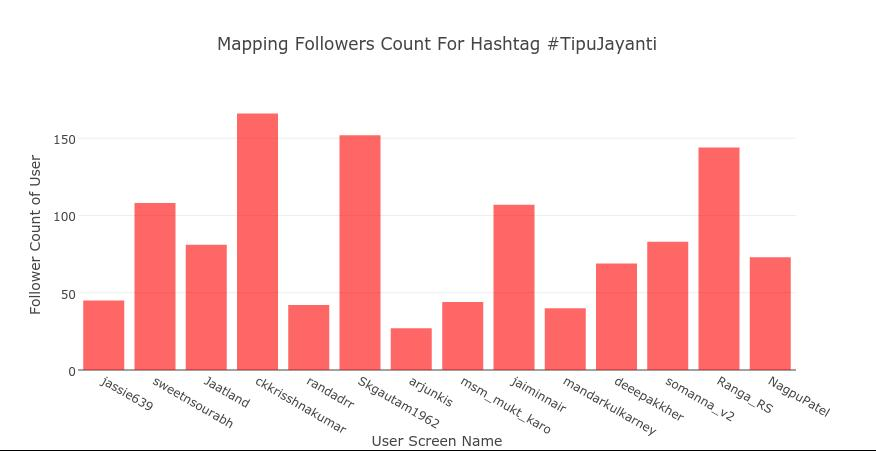 Mapping Followers Count For Hashtag #TipuJayanti
Follower Count of User
150
100
50
0
jassie639
sweetnsourabh
Jaatland
ckkrisshnakumar
randadrr
Skgautam1962
arjunkis
msm_mukt_karo
jaiminnair
mandarkulkarney
deeepakkher
somanna_v2
Ranga_RS
NagpuPatel
User Screen Name